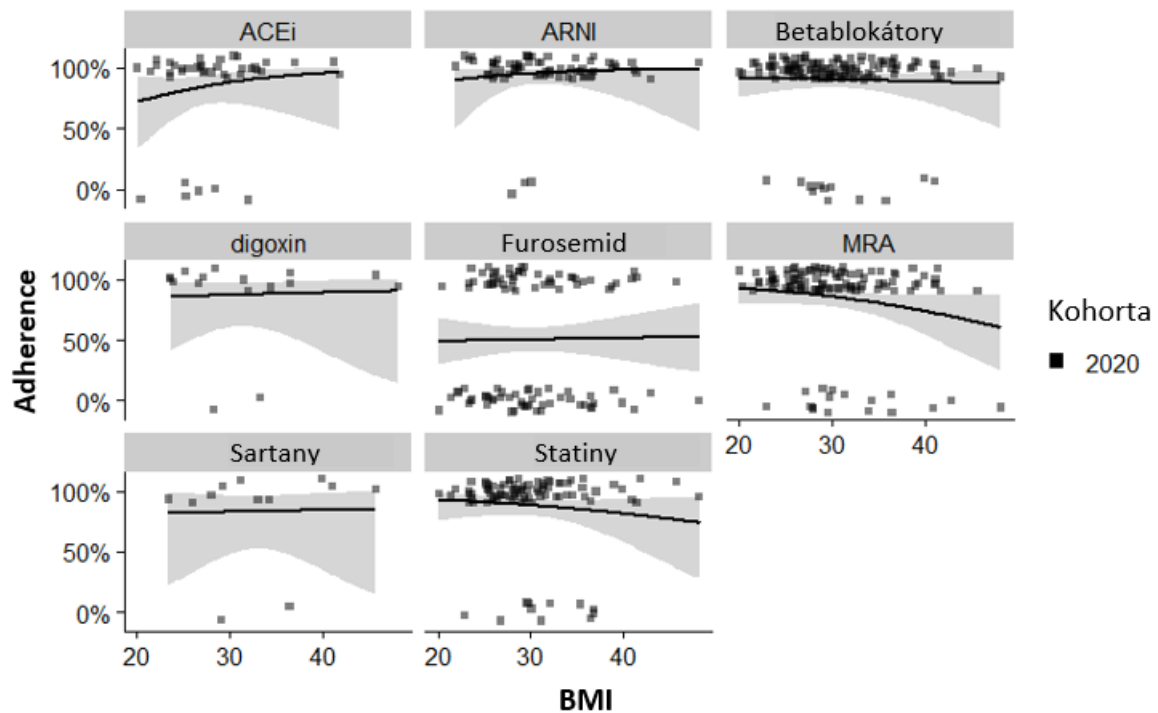 ACEi
ARNI
Betablokátory
100%
50%
0%
digoxin
Furosemid
MRA
100%
50%
0%
Sartany
Statiny
20 30 40
100%
50%
0%
20 30 40
20 30 40
Adherence
BMI
Kohorta
2020